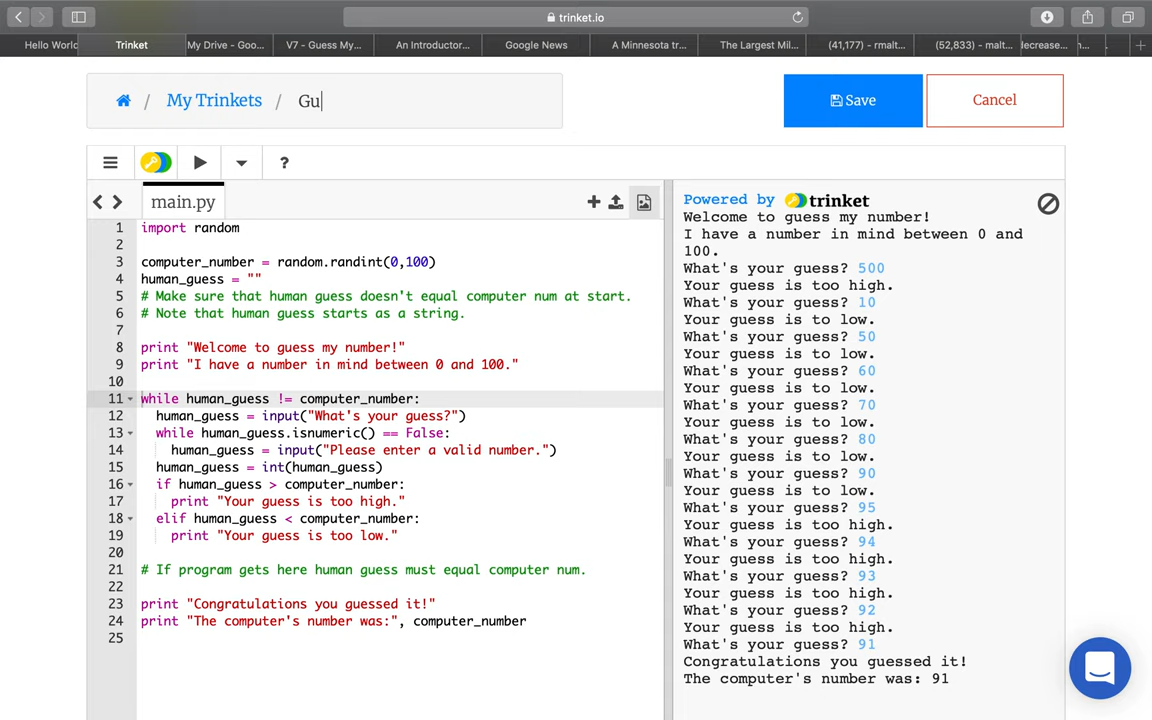 trinket.io
Hello World
Trinket
My Drive - Goo...
V7 - Guess My...
An Introductor...
Google News
A Minnesota tr...
The Largest Mil...
(41,177) - rmalt...
(52,833) - malt...
decrease...
/ My Trinkets / Gu
Save
Cancel
?
main.py
1 import random
2
3 computer_number = random.randint(0,100)
4 human_guess = ""
5 # Make sure that human guess doesn't equal computer num at start.
6 # Note that human guess starts as a string.
7
8 print "Welcome to guess my number!"
9 print "I have a number in mind between 0 and 100."
10
11 while human_guess != computer_number:
12 human_guess = input("What's your guess?")
13 while human_guess.isnumeric() == False:
14 human_guess = input("Please enter a valid number.")
15 human_guess = int(human_guess)
16 if human_guess > computer_number:
17 print "Your guess is too high."
18 elif human_guess < computer_number:
19 print "Your guess is too low."
20
21 # If program gets here human guess must equal computer num.
22
23 print "Congratulations you guessed it!"
24 print "The computer's number was:", computer_number
25
Powered by trinket
Welcome to guess my number!
I have a number in mind between 0 and
100.
What's your guess? 500
Your guess is too high.
What's your guess? 10
Your guess is to low.
What's your guess? 50
Your guess is to low.
What's your guess? 60
Your guess is to low.
What's your guess? 70
Your guess is to low.
What's your guess? 80
Your guess is to low.
What's your guess? 90
Your guess is to low.
What's your guess? 95
Your guess is too high.
What's your guess? 94
Your guess is too high.
What's your guess? 93
Your guess is too high.
What's your guess? 92
Your guess is too high.
What's your guess? 91
Congratulations you guessed it!
The computer's number was: 91